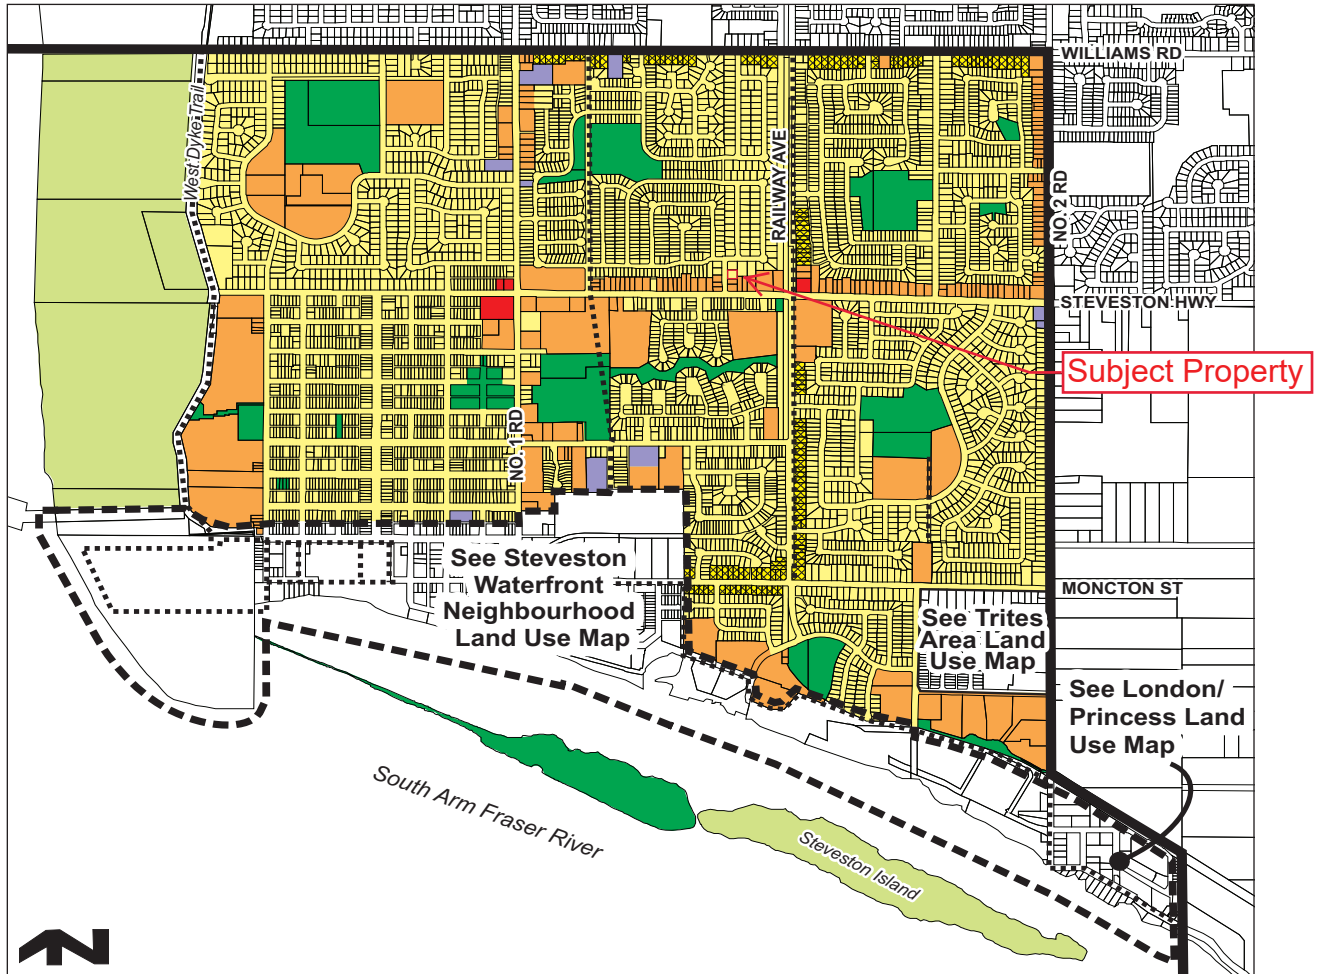 WILLIAMS RD
West Dyke Trail
RAILWAY AVE
NO. 2 RD
STEVESTON HWY
Subject Property
NO. 1 RD
See Steveston
Waterfront
Neighbourhood
Land Use Map
MONCTON ST
See Trites
Area Land
Use Map
See London/
Princess Land
Use Map
South Arm Fraser River
Steveston Island
N